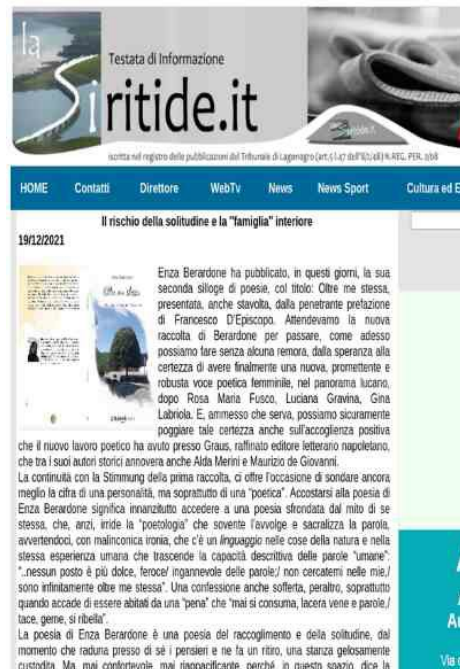 la
Testata di Informazione
Siritide.it
iscritta nel registro delle pubblicazioni del Tribunale di Lagonegro
HOME Contatti Direttore WebTv News News Sport Cultura ed E
Il rischio della solitudine e la "famiglia" interiore
19/12/2021
Enza Berardone ha pubblicato, in questi giorni, la sua
seconda silloge di poesie, col titolo: Oltre me stessa,
presentata, anche stavolta, dalla penetrante prefazione
di Francesco D'Episcopo. Attendevamo la nuova
raccolta di Berardone per passare, come adesso
possiamo fare senza alcuna remora, dalla speranza alla
certezza di avere finalmente una nuova, promettente e
robusta voce poetica femminile, nel panorama lucano,
dopo Rosa Maria Fusco, Luciana Gravina, Gina
Labriola. E, ammesso che serva, possiamo sicuramente
poggiare tale certezza anche sull'accoglienza positiva
che il nuovo lavoro poetico ha avuto presso Graus, raffinato editore letterario napoletano,
che tra i suoi autori storici annovera anche Alda Merini e Maurizio de Giovanni.
La continuità con la Stimmung della prima raccolta, ci offre l'occasione di sondare ancora
meglio la cifra di una personalità, ma soprattutto di una "poetica". Accostarsi alla poesia di
Enza Berardone significa innanzitutto accedere a una poesia sfrondata dal mito di se
stessa, che, anzi, irride la "poetologia" che sovente l'avvolge e sacralizza la parola,
avvertendoci, con malinconica ironia, che c'è un linguaggio nelle cose della natura e nella
stessa esperienza umana che trascende la capacità descrittiva delle parole "umane":
"..nessun posto è più dolce, feroce/ ingannevole delle parole;/ non cercatemi nelle mie,/
sono infinitamente oltre me stessa". Una confessione anche sofferta, peraltro, soprattutto
quando accade di essere abitati da una "pena" che "mai si consuma, lacera vene e parole,/
tace, geme, si ribella".
La poesia di Enza Berardone è una poesia del raccoglimento e della solitudine, dal
momento che raduna presso di sé i pensieri e ne fa un ritiro, una stanza gelosamente
custodita. Ma, mai confortevole, mai riappacificante, perché, in questo spazio, dice la
Via